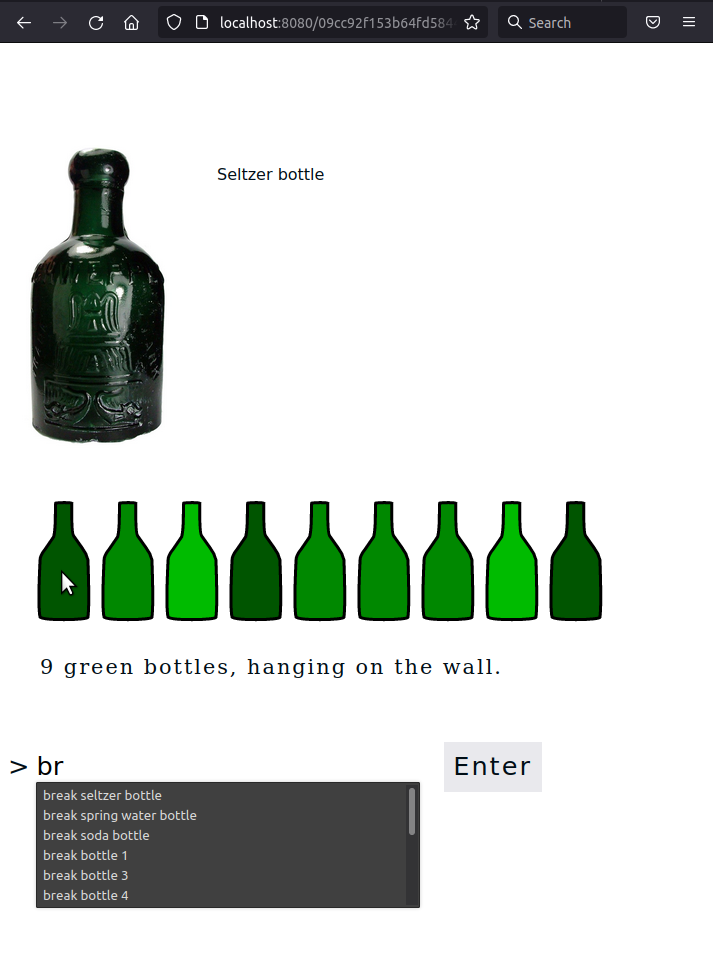 localhost:8080/09cc92f153b64fd584
Search
Seltzer bottle
9 green bottles, hanging on the wall.
> br
Enter
break seltzer bottle
break spring water bottle
break soda bottle
break bottle 1
break bottle 3
break bottle 4